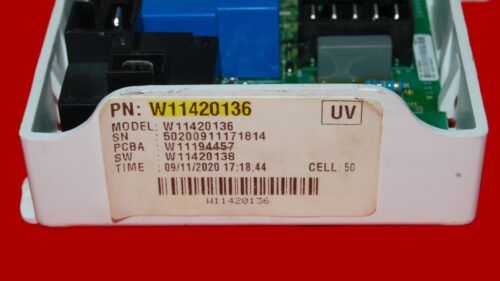 PN: W11420136
UV
MODEL: W11420136
SN : 50200911171814
PCBA : W11194457
SW : W11420138
TIME : 09/11/2020 17:18:44 CELL: 50
W11420136